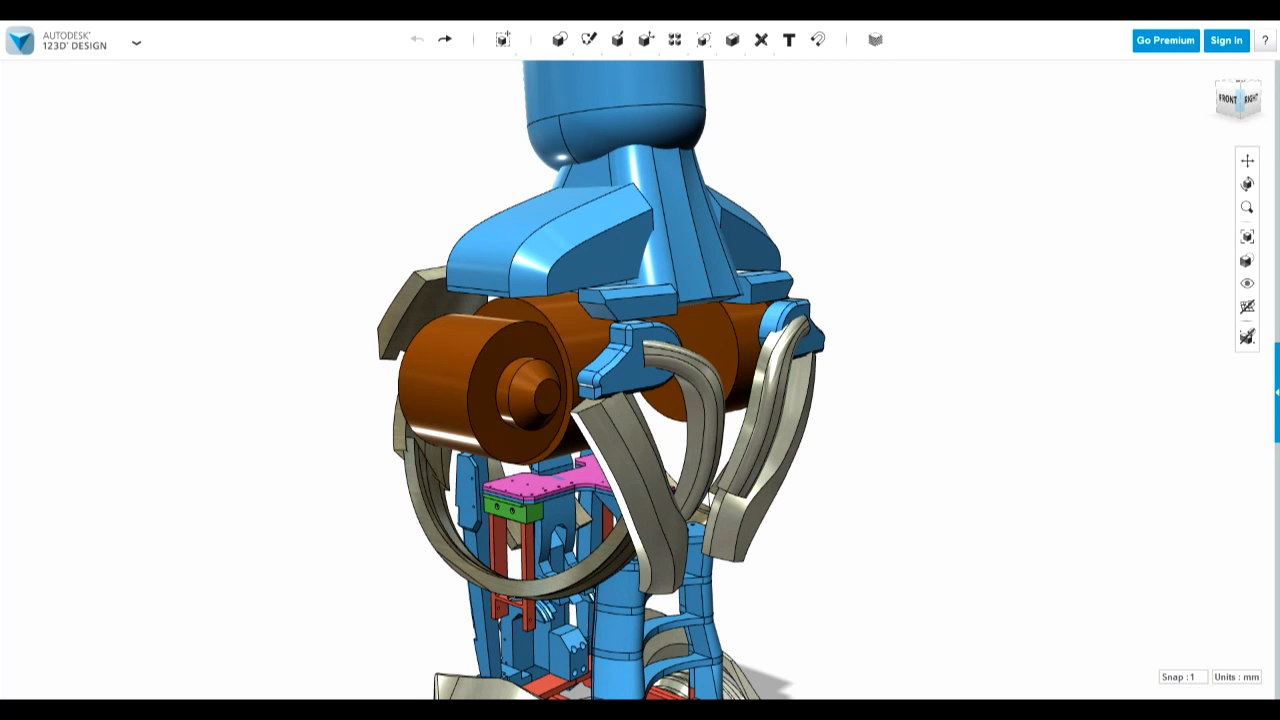 AUTODESK®
123D® DESIGN
Go Premium
Sign In
?
FRONT
RIGHT
Snap : 1
Units : mm